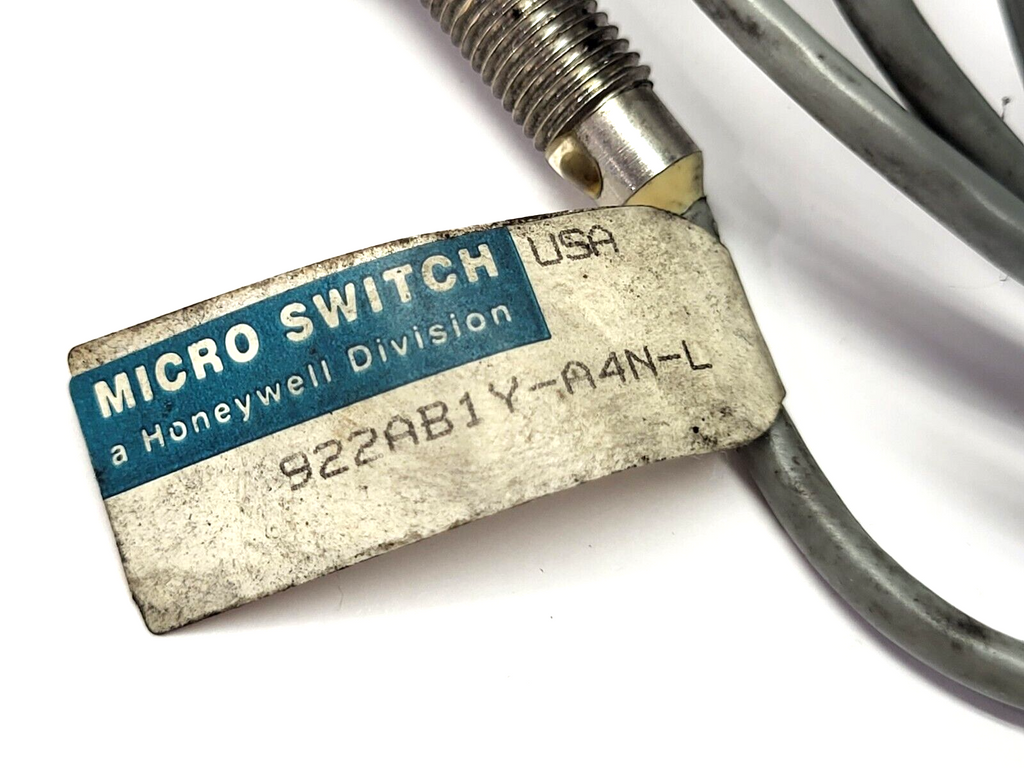 MICRO SWITCH
USA
a Honeywell Division
922AB1Y-A4N-L